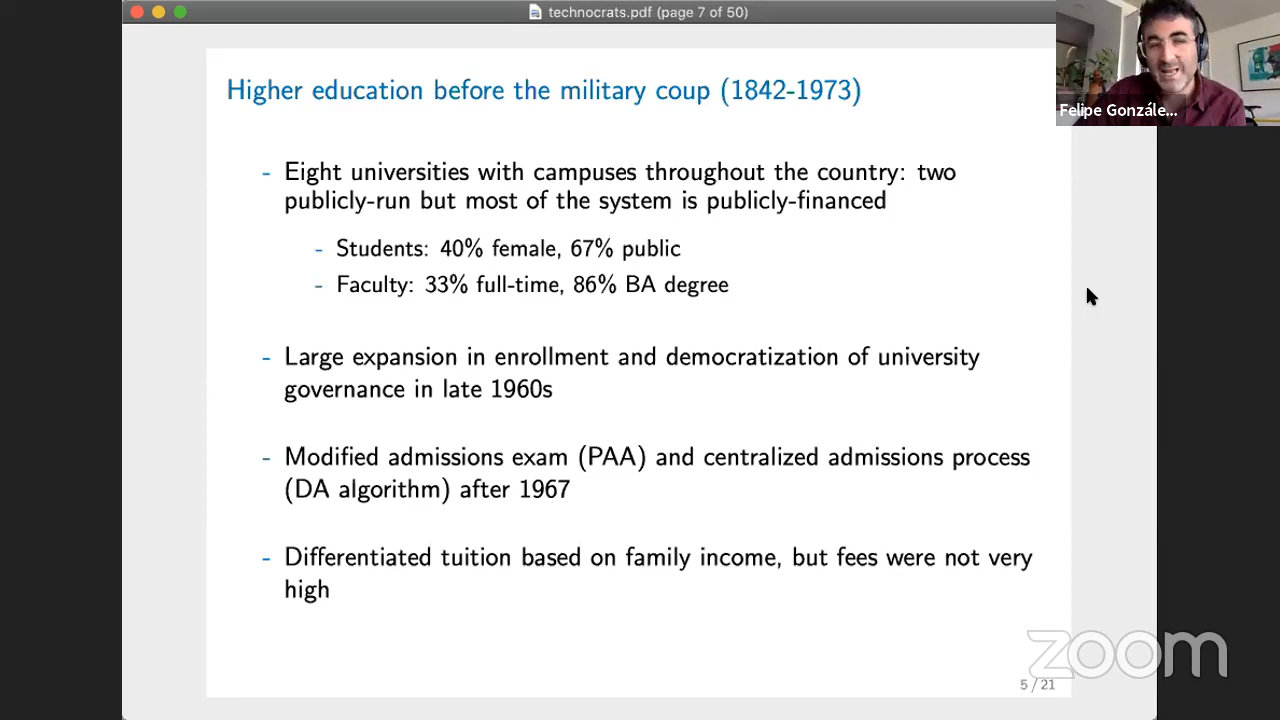 technocrats.pdf (page 7 of 50)
Higher education before the military coup (1842-1973)
Felipe Gonzále...
- Eight universities with campuses throughout the country: two
publicly-run but most of the system is publicly-financed
- Students: 40% female, 67% public
- Faculty: 33% full-time, 86% BA degree
- Large expansion in enrollment and democratization of university
governance in late 1960s
- Modified admissions exam (PAA) and centralized admissions process
(DA algorithm) after 1967
- Differentiated tuition based on family income, but fees were not very
high
zoom
5 / 21